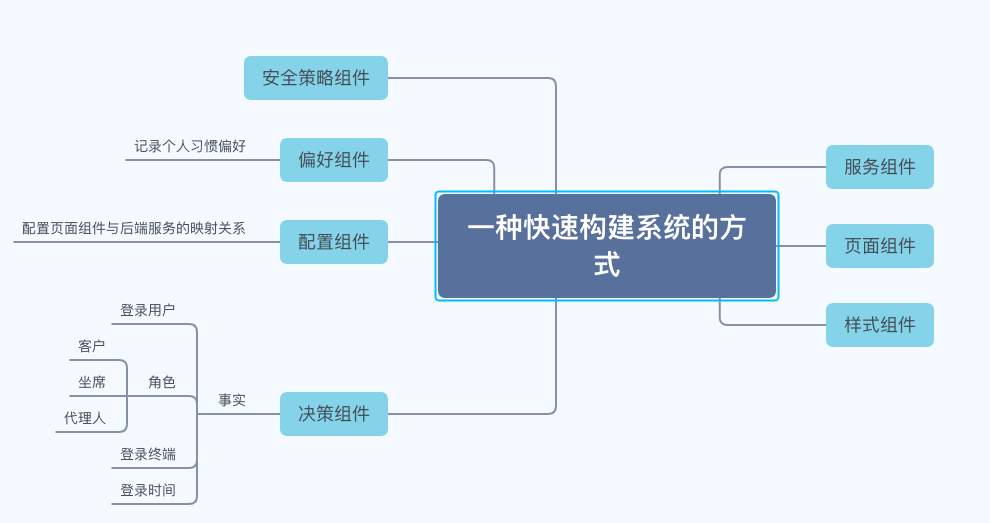 安全策略组件
记录个人习惯偏好
偏好组件
配置页面组件与后端服务的映射关系
配置组件
登录用户
客户
坐席
角色
代理人
事实
决策组件
登录终端
登录时间
一种快速构建系统的方
式
服务组件
页面组件
样式组件